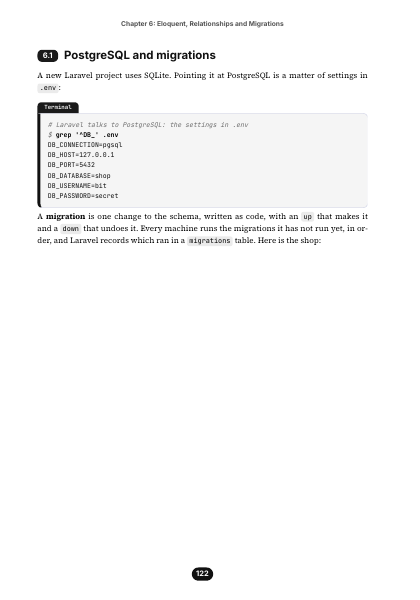 Chapter 6: Eloquent, Relationships and Migrations
6.1 PostgreSQL and migrations
A new Laravel project uses SQLite. Pointing it at PostgreSQL is a matter of settings in
.env:
Terminal
# Laravel talks to PostgreSQL: the settings in .env
$ grep '^DB_' .env
DB_CONNECTION=pgsql
DB_HOST=127.0.0.1
DB_PORT=5432
DB_DATABASE=shop
DB_USERNAME=bit
DB_PASSWORD=secret
A migration is one change to the schema, written as code, with an up that makes it
and a down that undoes it. Every machine runs the migrations it has not run yet, in or-
der, and Laravel records which ran in a migrations table. Here is the shop:
122